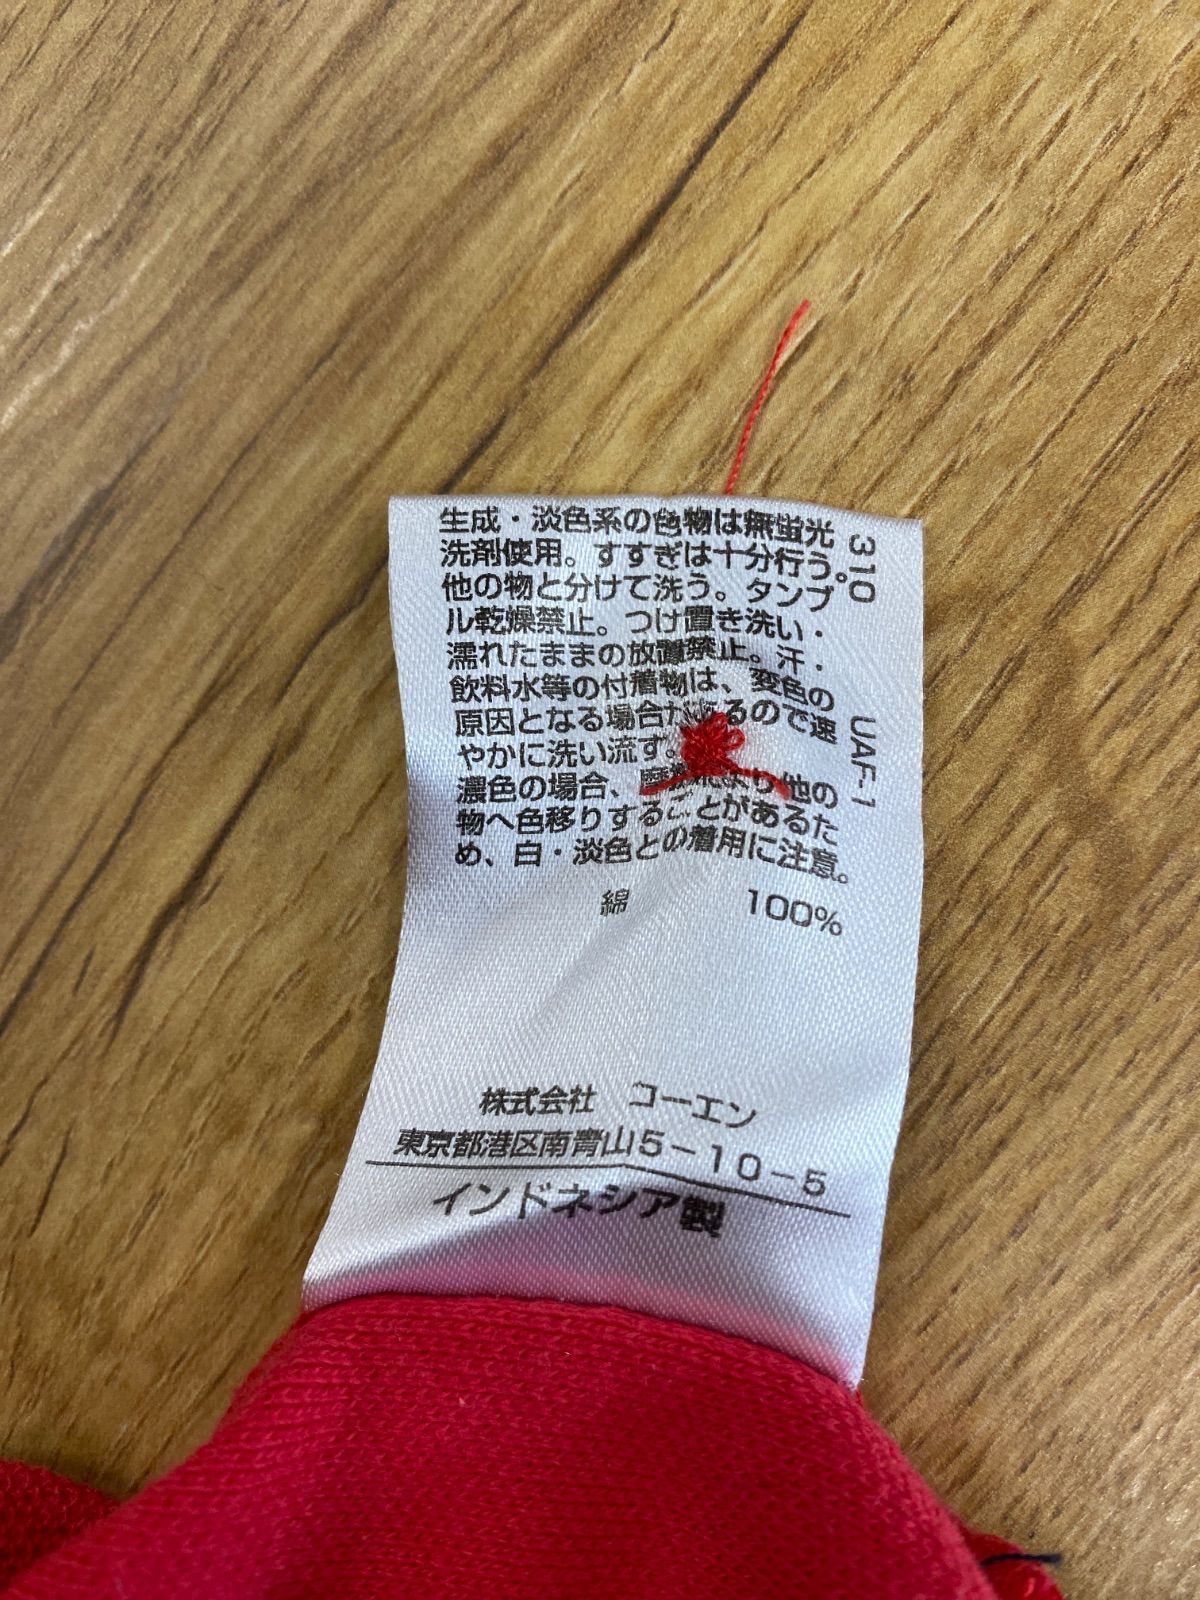 生成・淡色系の色物は無蛍光
洗剤使用。すすぎは十分行う。
他の物と分けて洗う。タンブ
ル乾燥禁止。つけ置き洗い・
濡れたままの放置禁止。汗・
飲料水等の付着物は、変色の
原因となる場合があるので速
やかに洗い流す。
濃色の場合、摩擦により他の
物へ色移りすることがあるた
め、白・淡色との着用に注意。
綿 100%
株式会社 コーエン
東京都港区南青山5-10-5
インドネシア製
310
UAF-1